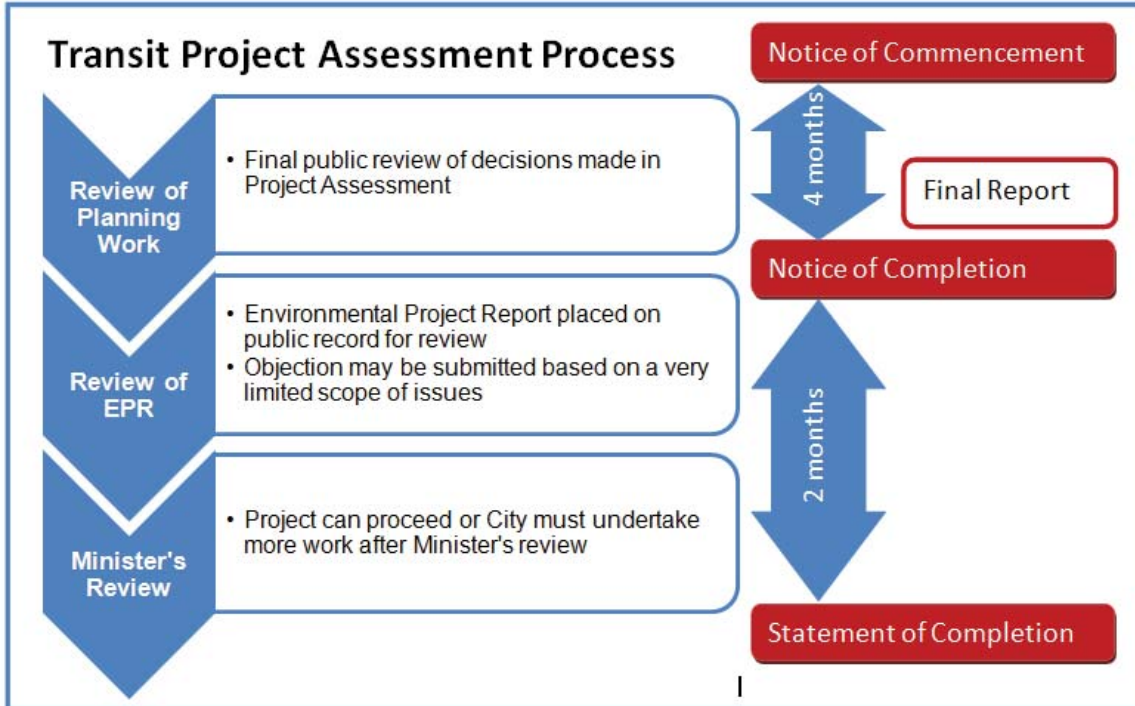 Transit Project Assessment Process
Review of
Planning
Work
• Final public review of decisions made in
Project Assessment
Review of
EPR
• Environmental Project Report placed on
public record for review
• Objection may be submitted based on a very
limited scope of issues
Minister's
Review
• Project can proceed or City must undertake
more work after Minister's review
Notice of Commencement
4 months
Final Report
Notice of Completion
2 months
Statement of Completion